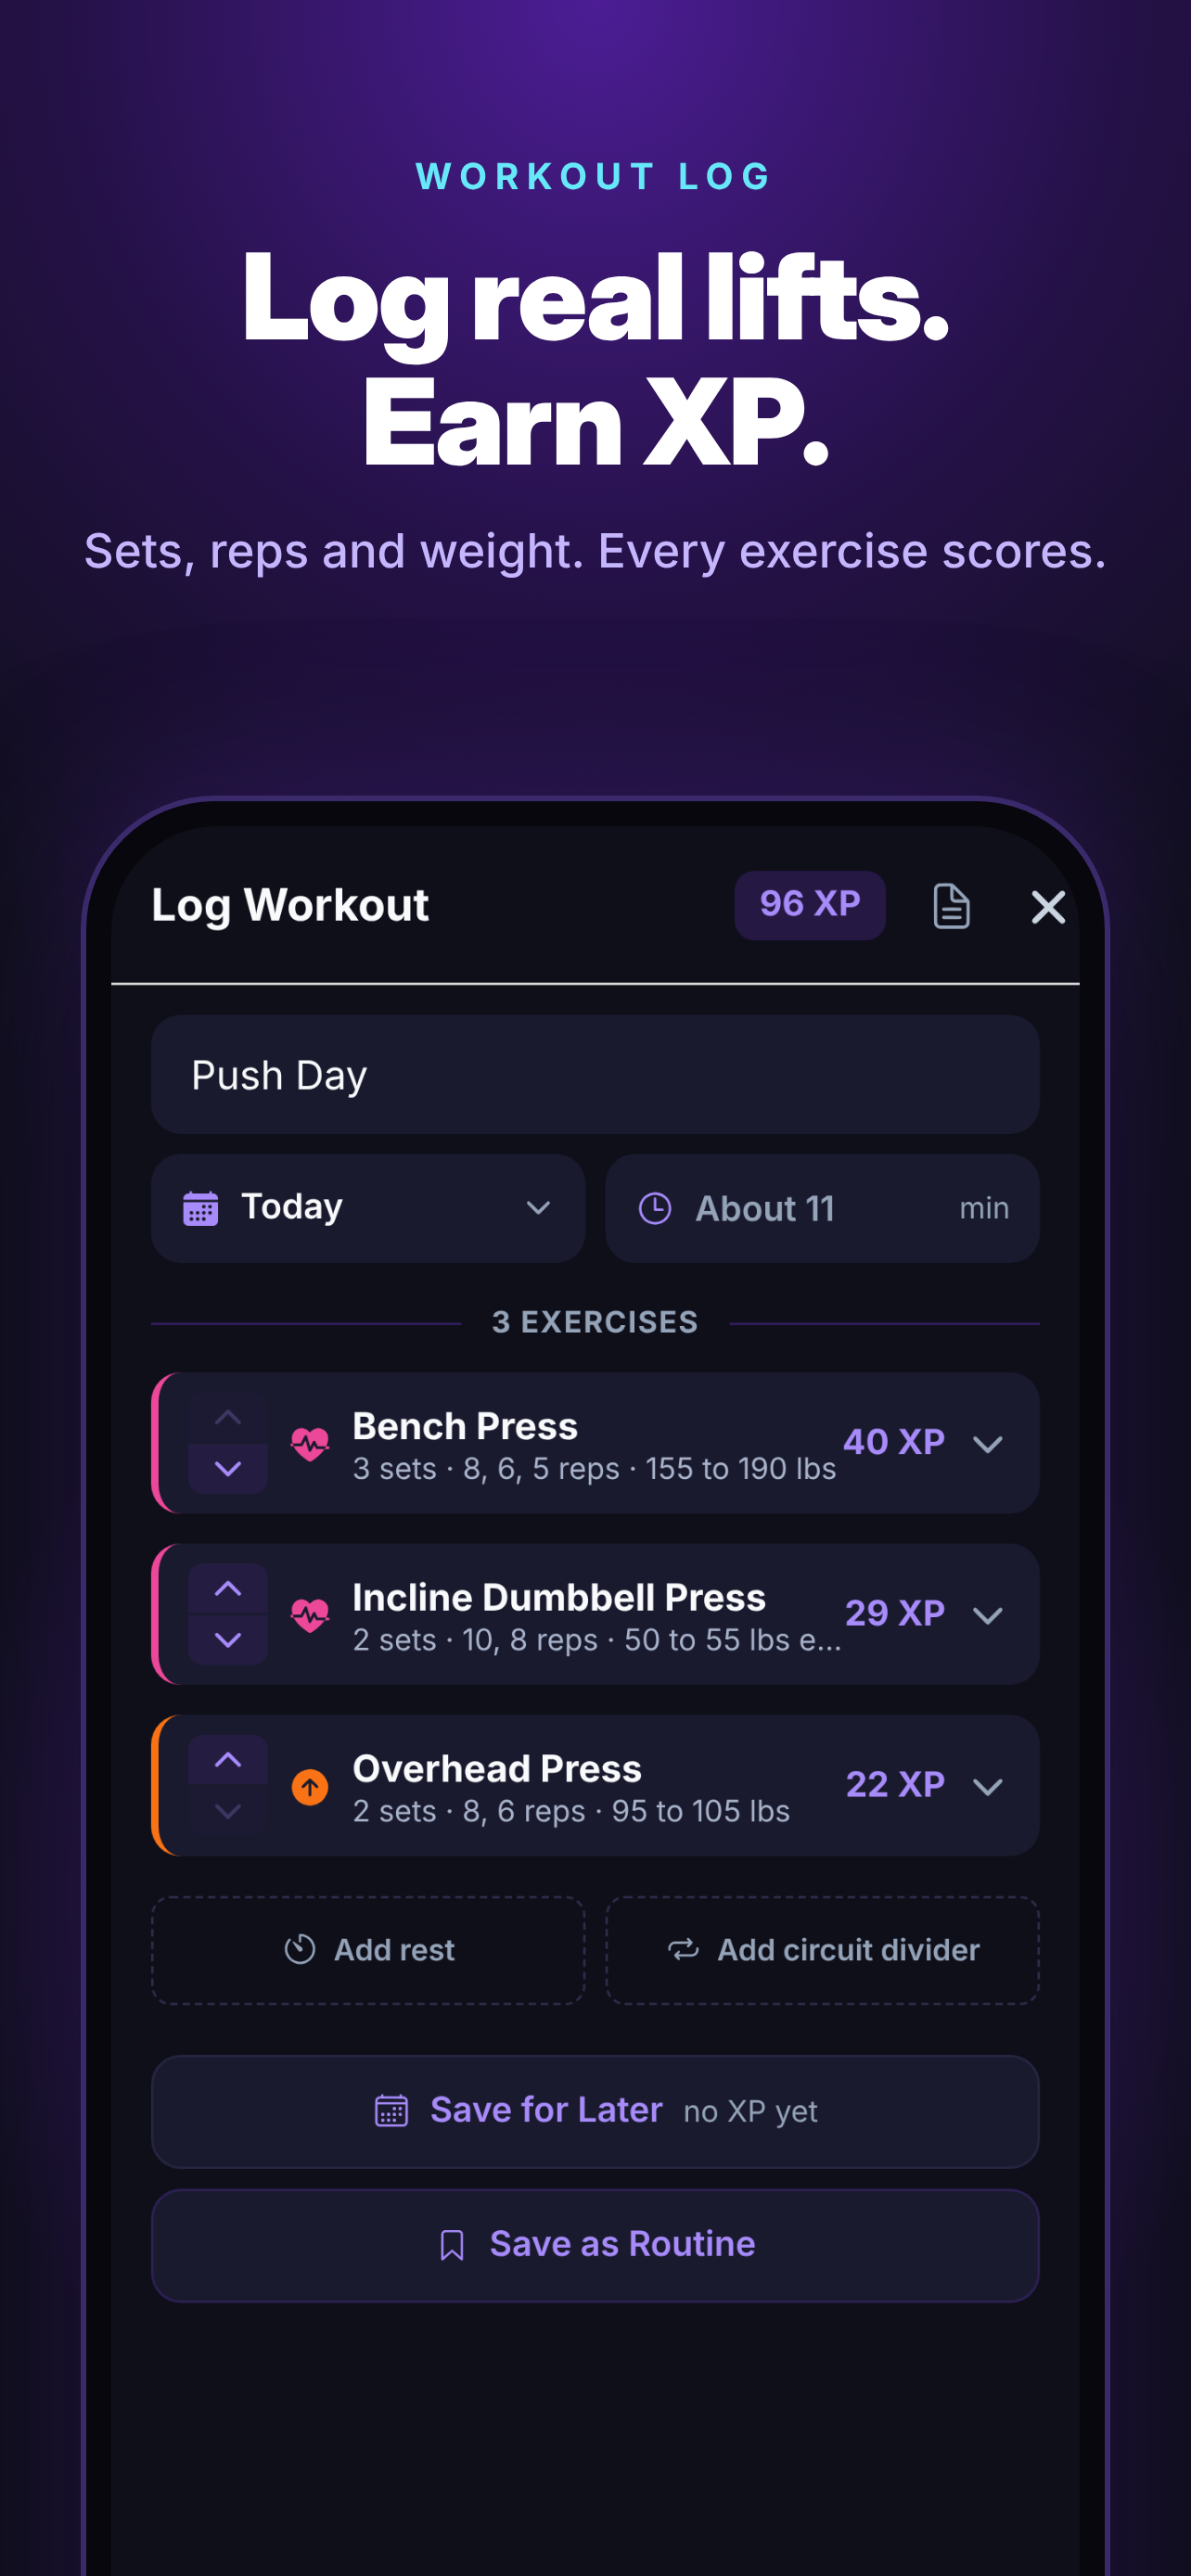 WORKOUT LOG
Log real lifts.
Earn XP.
Sets, reps and weight. Every exercise scores.
Log Workout
96 XP
Push Day
Today
About 11 min
3 EXERCISES
Bench Press
3 sets · 8, 6, 5 reps · 155 to 190 lbs
40 XP
Incline Dumbbell Press
2 sets · 10, 8 reps · 50 to 55 lbs e...
29 XP
Overhead Press
2 sets · 8, 6 reps · 95 to 105 lbs
22 XP
Add rest
Add circuit divider
Save for Later no XP yet
Save as Routine